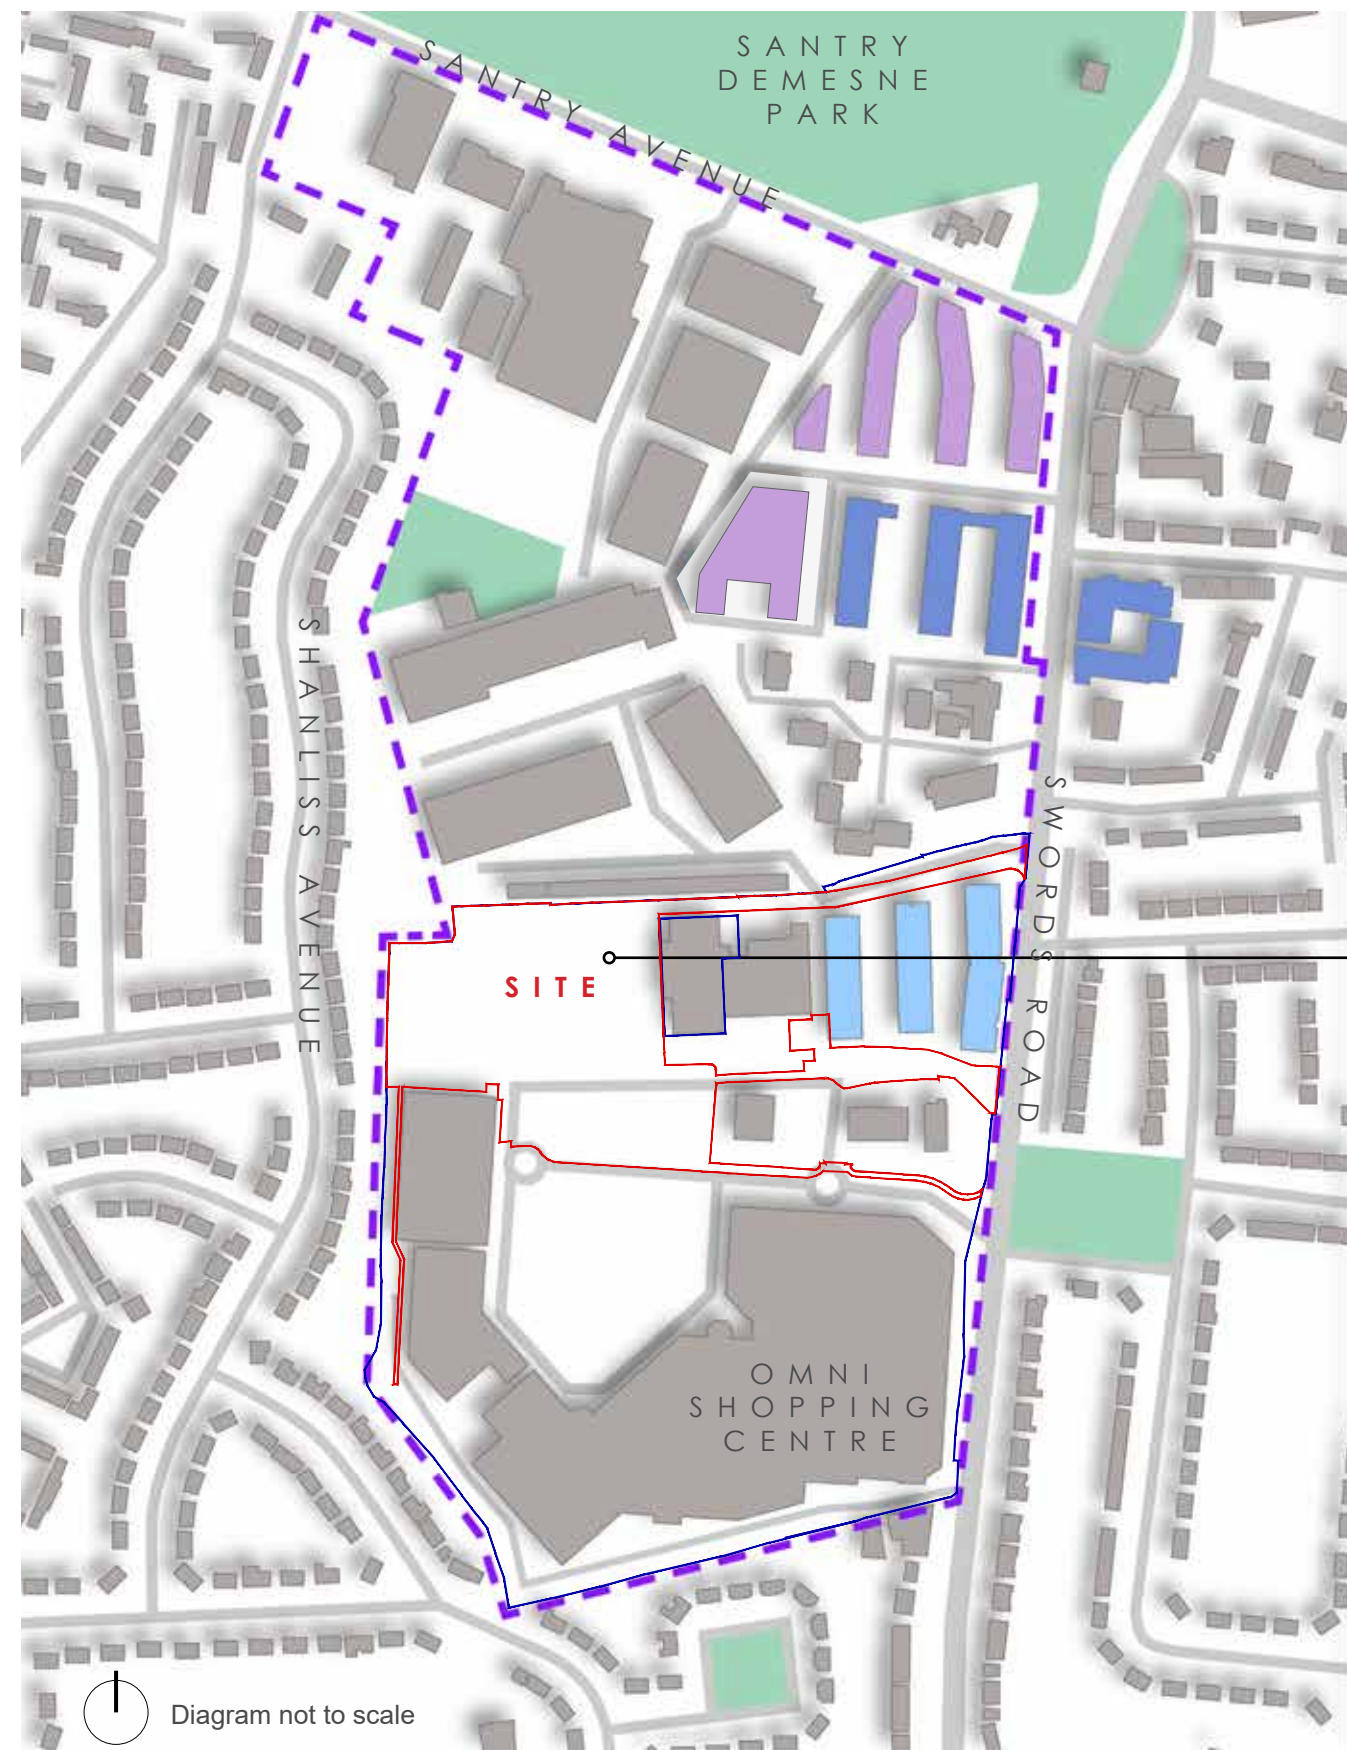 SANTRY
DEMESNE
PARK
SANTRY AVENUE
SHANLISS AVENUE
SWORDS ROAD
SITE
OMNI
SHOPPING
CENTRE
Diagram not to scale